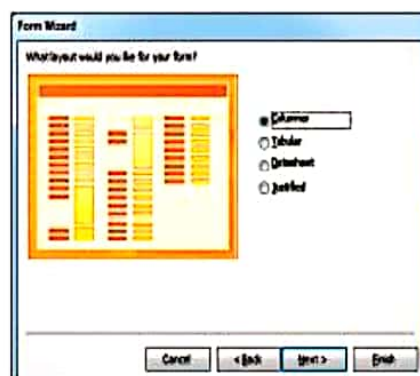 Form Wizard
What layout would you like for your form?
Columnar
Tabular
Datasheet
Justified
Cancel
< Back
Next >
Finish